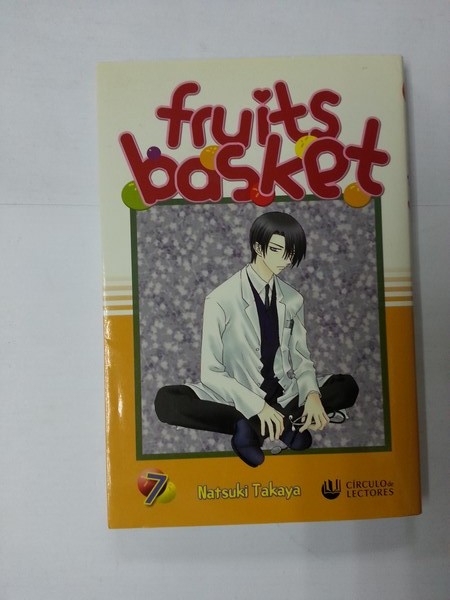 fruits
basket
7
Natsuki Takaya
CÍRCULO de
LECTORES